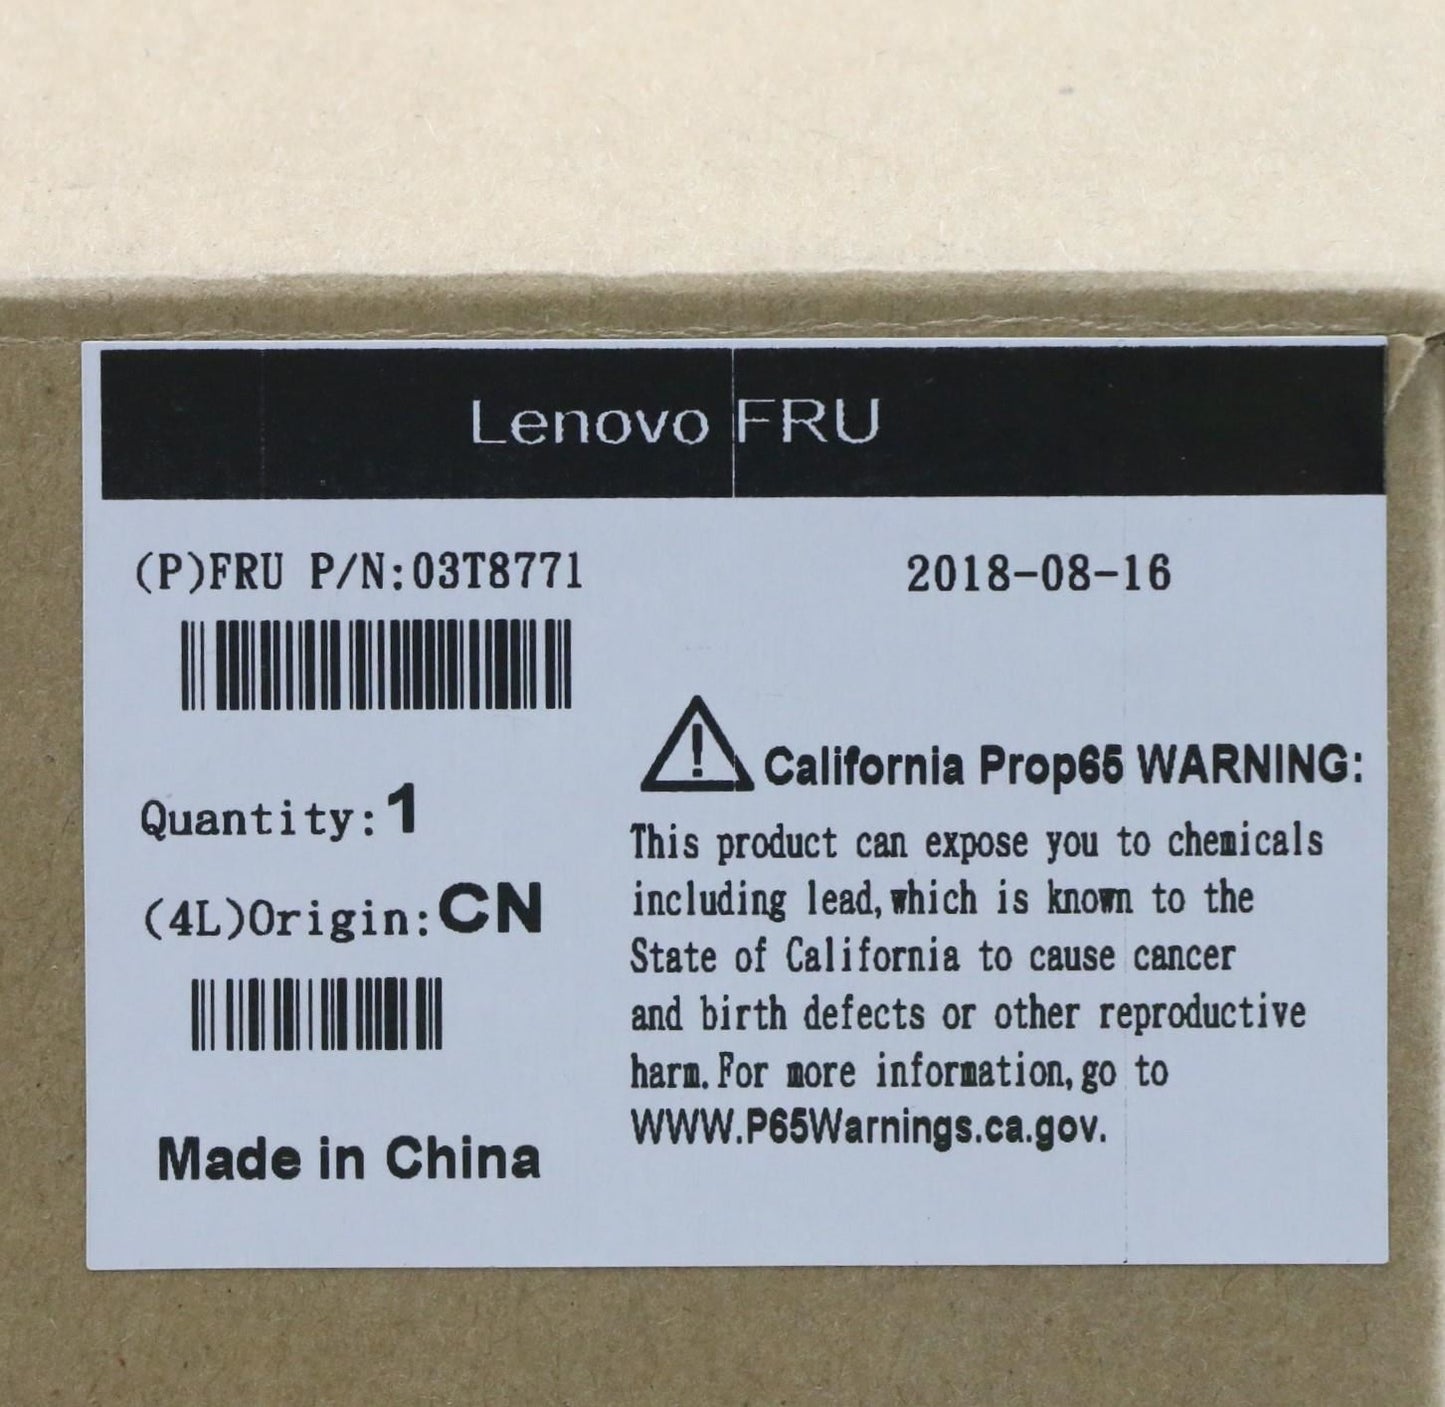 Lenovo FRU
(P)FRU P/N:03T8771
2018-08-16
Quantity:1
(4L)Origin:CN
Made in China
California Prop65 WARNING:
This product can expose you to chemicals
including lead,which is known to the
State of California to cause cancer
and birth defects or other reproductive
harm.For more information,go to
WWW.P65Warnings.ca.gov.